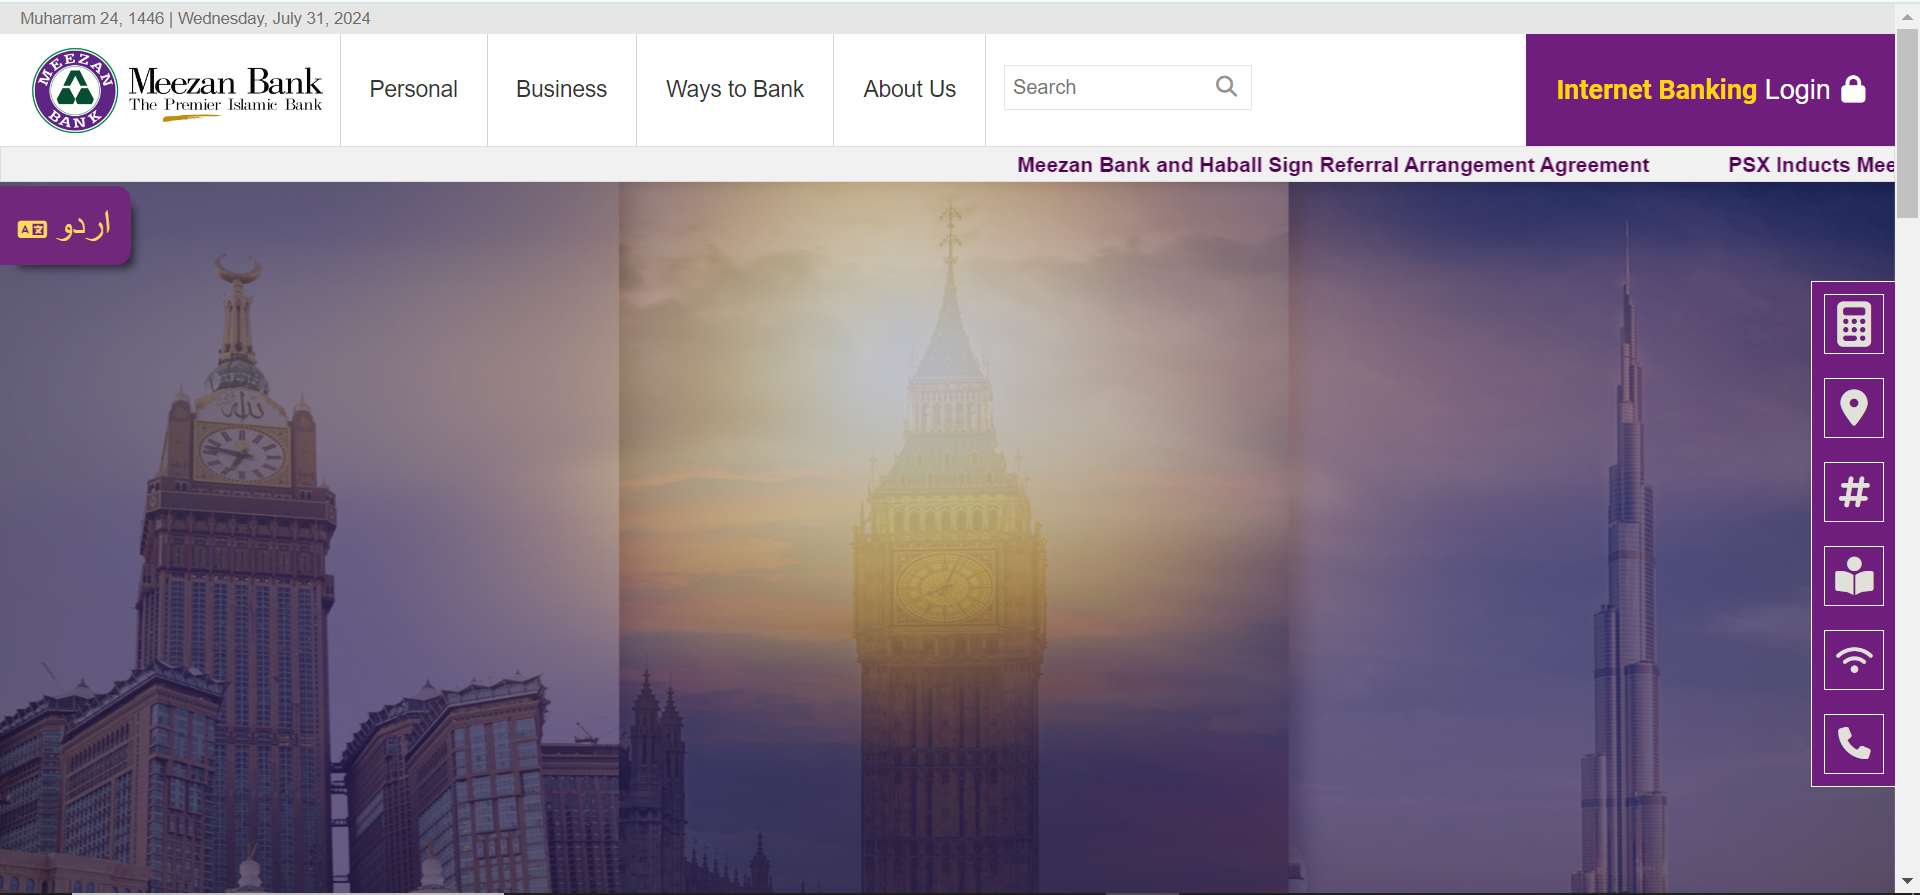 Muharram 24, 1446 | Wednesday, July 31, 2024
MEEZAN BANK
Meezan Bank
The Premier Islamic Bank
Personal
Business
Ways to Bank
About Us
Search
Internet Banking Login
Meezan Bank and Haball Sign Referral Arrangement Agreement
PSX Inducts Mee
اردو
الله